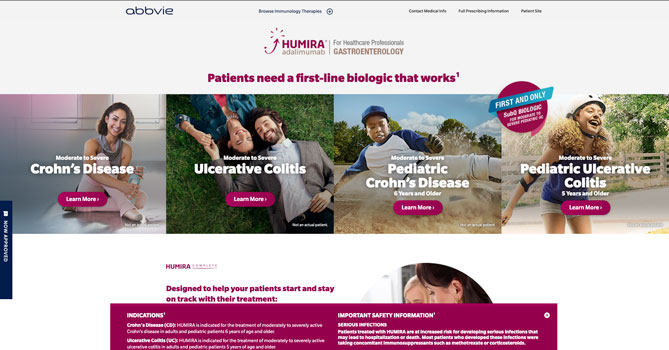 abbvie
Browse Immunology Therapies
Contact Medical Info
Full Prescribing Information
Patient Site
HUMIRA®
adalimumab
For Healthcare Professionals
GASTROENTEROLOGY
Patients need a first-line biologic that works¹
FIRST AND ONLY
SubQ BIOLOGIC
FOR MODERATE TO
SEVERE PEDIATRIC UC
Moderate to Severe
Crohn's Disease
Learn More ›
Not an actual patient.
Moderate to Severe
Ulcerative Colitis
Learn More ›
Not an actual patient.
Moderate to Severe
Pediatric
Crohn's Disease
6 Years and Older
Learn More ›
Not an actual patient.
Moderate to Severe
Pediatric Ulcerative
Colitis
5 Years and Older
Learn More ›
Not an actual patient.
NOW APPROVED
HUMIRA COMPLETE
Designed to help your patients start and stay
on track with their treatment:
INDICATIONS¹
Crohn's Disease (CD): HUMIRA is indicated for the treatment of moderately to severely active
Crohn's disease in adults and pediatric patients 6 years of age and older.
Ulcerative Colitis (UC): HUMIRA is indicated for the treatment of moderately to severely active
ulcerative colitis in adults and pediatric patients 5 years of age and older.
IMPORTANT SAFETY INFORMATION¹
SERIOUS INFECTIONS
Patients treated with HUMIRA are at increased risk for developing serious infections that
may lead to hospitalization or death. Most patients who developed these infections were
taking concomitant immunosuppressants such as methotrexate or corticosteroids.